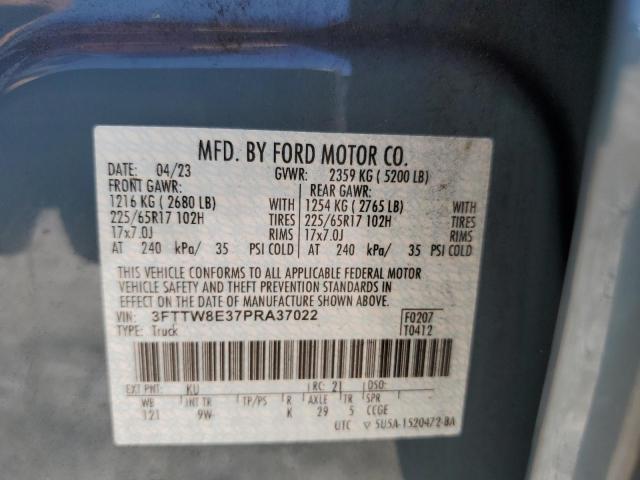 MFD. BY FORD MOTOR CO.
DATE: 04/23 GVWR: 2359 KG ( 5200 LB)
FRONT GAWR: REAR GAWR:
1216 KG ( 2680 LB) WITH 1254 KG ( 2765 LB) WITH
225/65R17 102H TIRES 225/65R17 102H TIRES
17x7.0J RIMS 17x7.0J RIMS
AT 240 kPa/ 35 PSI COLD AT 240 kPa/ 35 PSI COLD
THIS VEHICLE CONFORMS TO ALL APPLICABLE FEDERAL MOTOR
VEHICLE SAFETY AND THEFT PREVENTION STANDARDS IN
EFFECT ON THE DATE OF MANUFACTURE SHOWN ABOVE.
VIN: 3FTTW8E37PRA37022 F0207
TYPE: Truck T0412
EXT PNT: KU RC: 21 DSO:
WB INT TR TP/PS R AXLE TR SPR
121 9W K 29 5 CCGE
UTC ▽ 5U5A-1520472-BA